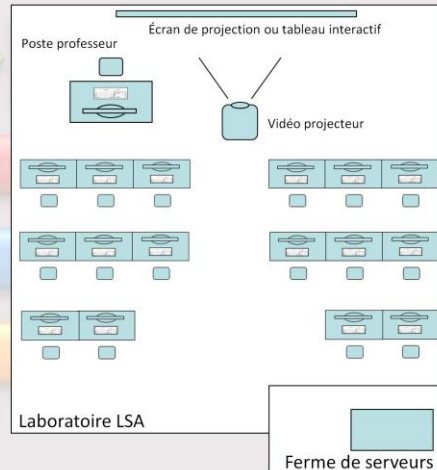 Écran de projection ou tableau interactif
Poste professeur
Vidéo projecteur
Laboratoire LSA
Ferme de serveurs